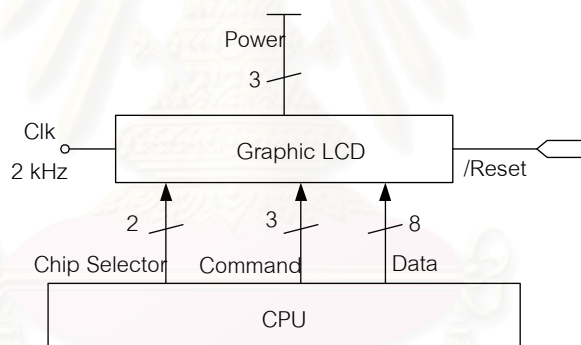 Power
3
Clk
2 kHz
Graphic LCD
/Reset
2
3
8
Chip Selector
Command
Data
CPU